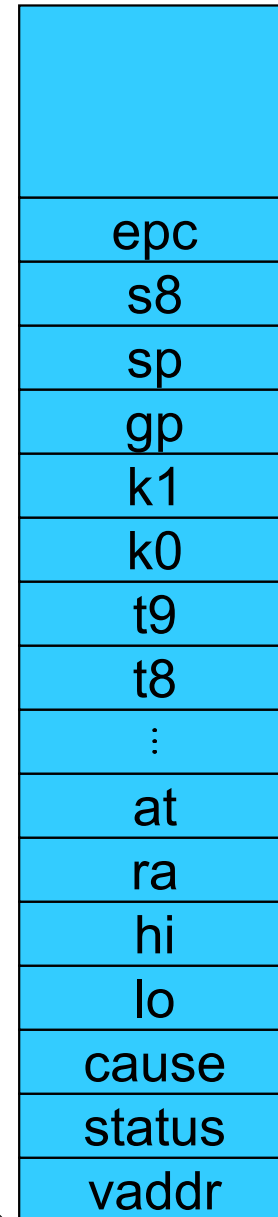 epc
s8
sp
gp
k1
k0
t9
t8
⋮
at
ra
hi
lo
cause
status
vaddr